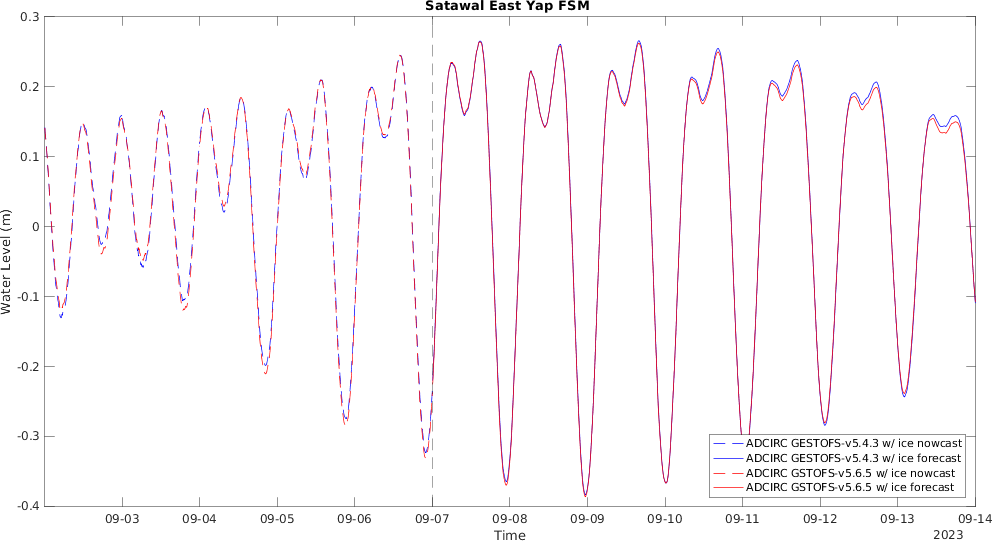 Satawal East Yap FSM
0.3
0.2
0.1
0
-0.1
-0.2
-0.3
-0.4
Water Level (m)
ADCIRC GESTOFS-v5.4.3 w/ ice nowcast
ADCIRC GESTOFS-v5.4.3 w/ ice forecast
ADCIRC GSTOFS-v5.6.5 w/ ice nowcast
ADCIRC GSTOFS-v5.6.5 w/ ice forecast
09-03 09-04 09-05 09-06 09-07 09-08 09-09 09-10 09-11 09-12 09-13 09-14
Time
2023